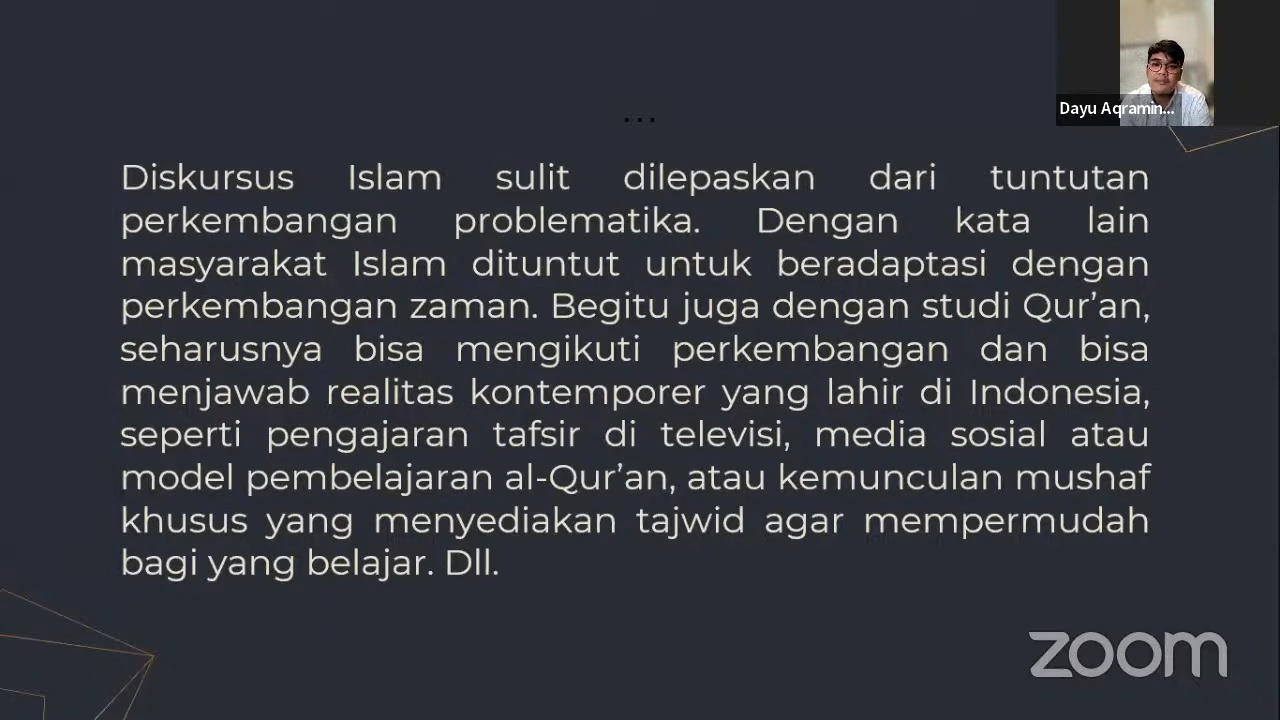 Dayu Aqramin...
...
Diskursus Islam sulit dilepaskan dari tuntutan
perkembangan problematika. Dengan kata lain
masyarakat Islam dituntut untuk beradaptasi dengan
perkembangan zaman. Begitu juga dengan studi Qur’an,
seharusnya bisa mengikuti perkembangan dan bisa
menjawab realitas kontemporer yang lahir di Indonesia,
seperti pengajaran tafsir di televisi, media sosial atau
model pembelajaran al-Qur’an, atau kemunculan mushaf
khusus yang menyediakan tajwid agar mempermudah
bagi yang belajar. Dll.
zoom